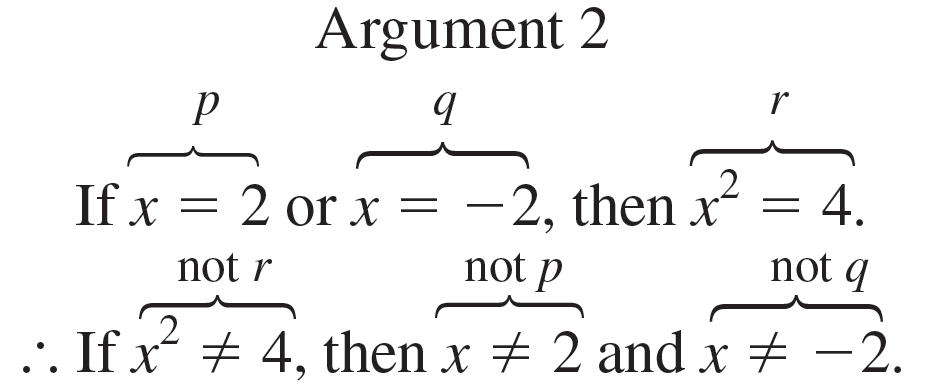 Argument 2
p q r
If x = 2 or x = −2, then x² = 4.
not r not p not q
∴ If x² ≠ 4, then x ≠ 2 and x ≠ −2.